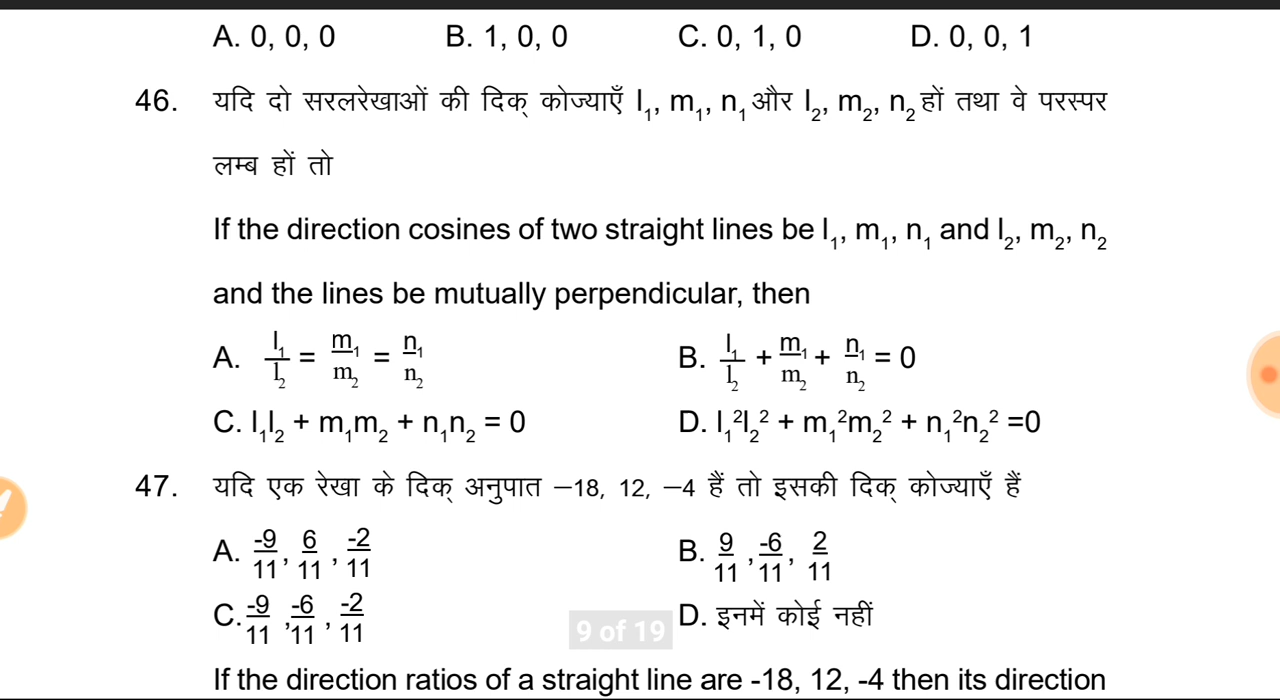 A. 0, 0, 0 B. 1, 0, 0 C. 0, 1, 0 D. 0, 0, 1
46. यदि दो सरलरेखाओं की दिक् कोज्याएँ l₁, m₁, n₁ और l₂, m₂, n₂ हों तथा वे परस्पर
लम्ब हों तो
If the direction cosines of two straight lines be l₁, m₁, n₁ and l₂, m₂, n₂
and the lines be mutually perpendicular, then
A. l₁/l₂ = m₁/m₂ = n₁/n₂ B. l₁/l₂ + m₁/m₂ + n₁/n₂ = 0
C. l₁l₂ + m₁m₂ + n₁n₂ = 0 D. l₁²l₂² + m₁²m₂² + n₁²n₂² =0
47. यदि एक रेखा के दिक् अनुपात –18, 12, –4 हैं तो इसकी दिक् कोज्याएँ हैं
A. -9/11, 6/11, -2/11 B. 9/11, -6/11, 2/11
C. -9/11, -6/11, -2/11 D. इनमें कोई नहीं
9 of 19
If the direction ratios of a straight line are -18, 12, -4 then its direction